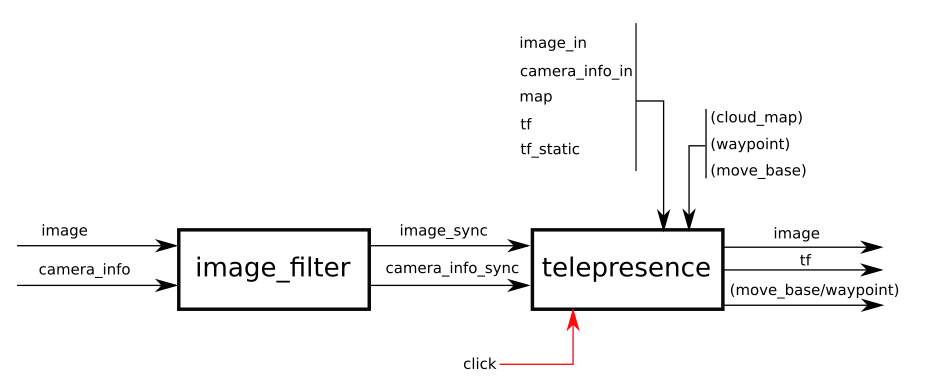 image_in
camera_info_in
map
tf
tf_static
(cloud_map)
(waypoint)
(move_base)
image
camera_info
image_filter
image_sync
camera_info_sync
telepresence
image
tf
(move_base/waypoint)
click